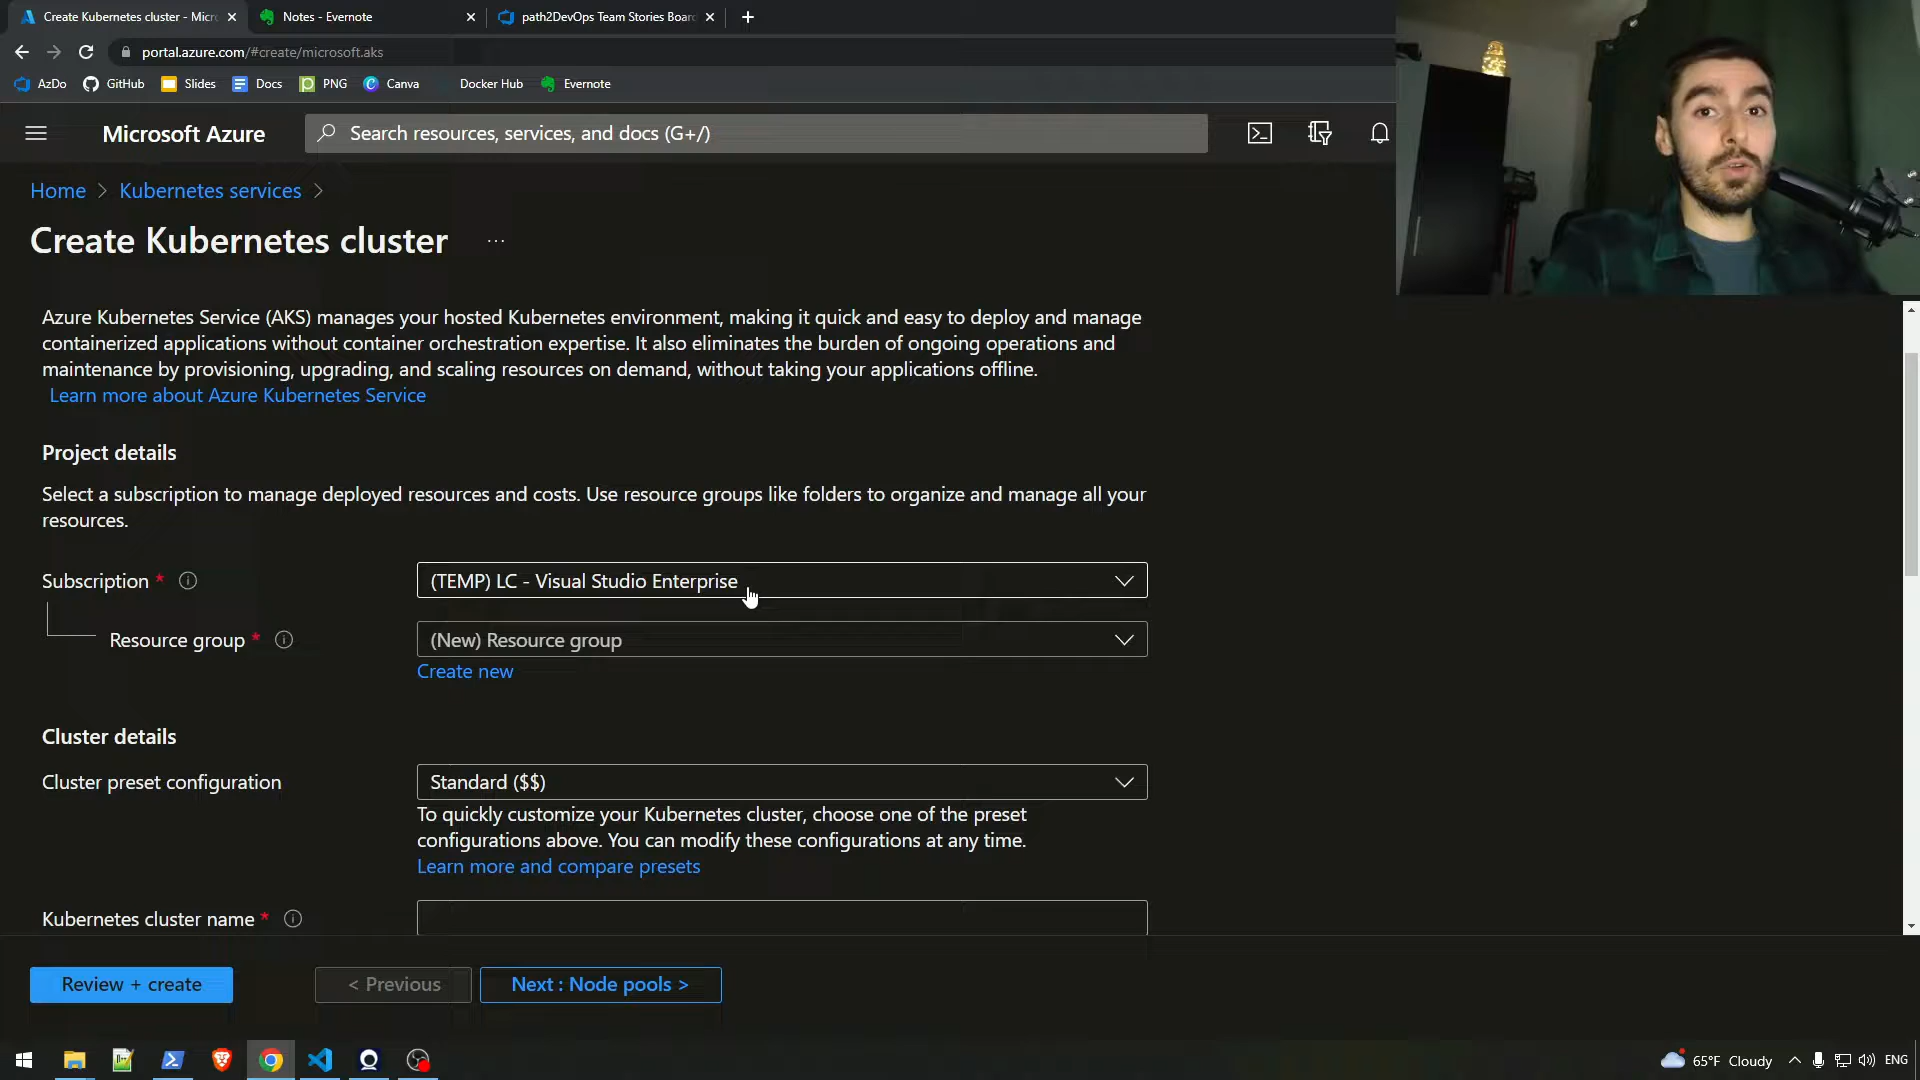 Create Kubernetes cluster - Micr
Notes - Evernote
path2DevOps Team Stories Boar
portal.azure.com/#create/microsoft.aks
AzDo
GitHub
Slides
Docs
PNG
Canva
Docker Hub
Evernote
Microsoft Azure
Search resources, services, and docs (G+/)
Home > Kubernetes services >
Create Kubernetes cluster ...
Azure Kubernetes Service (AKS) manages your hosted Kubernetes environment, making it quick and easy to deploy and manage
containerized applications without container orchestration expertise. It also eliminates the burden of ongoing operations and
maintenance by provisioning, upgrading, and scaling resources on demand, without taking your applications offline.
Learn more about Azure Kubernetes Service
Project details
Select a subscription to manage deployed resources and costs. Use resource groups like folders to organize and manage all your
resources.
Subscription *
(TEMP) LC - Visual Studio Enterprise
Resource group *
(New) Resource group
Create new
Cluster details
Cluster preset configuration
Standard ($$)
To quickly customize your Kubernetes cluster, choose one of the preset
configurations above. You can modify these configurations at any time.
Learn more and compare presets
Kubernetes cluster name *
Review + create
< Previous
Next : Node pools >
65°F Cloudy
ENG